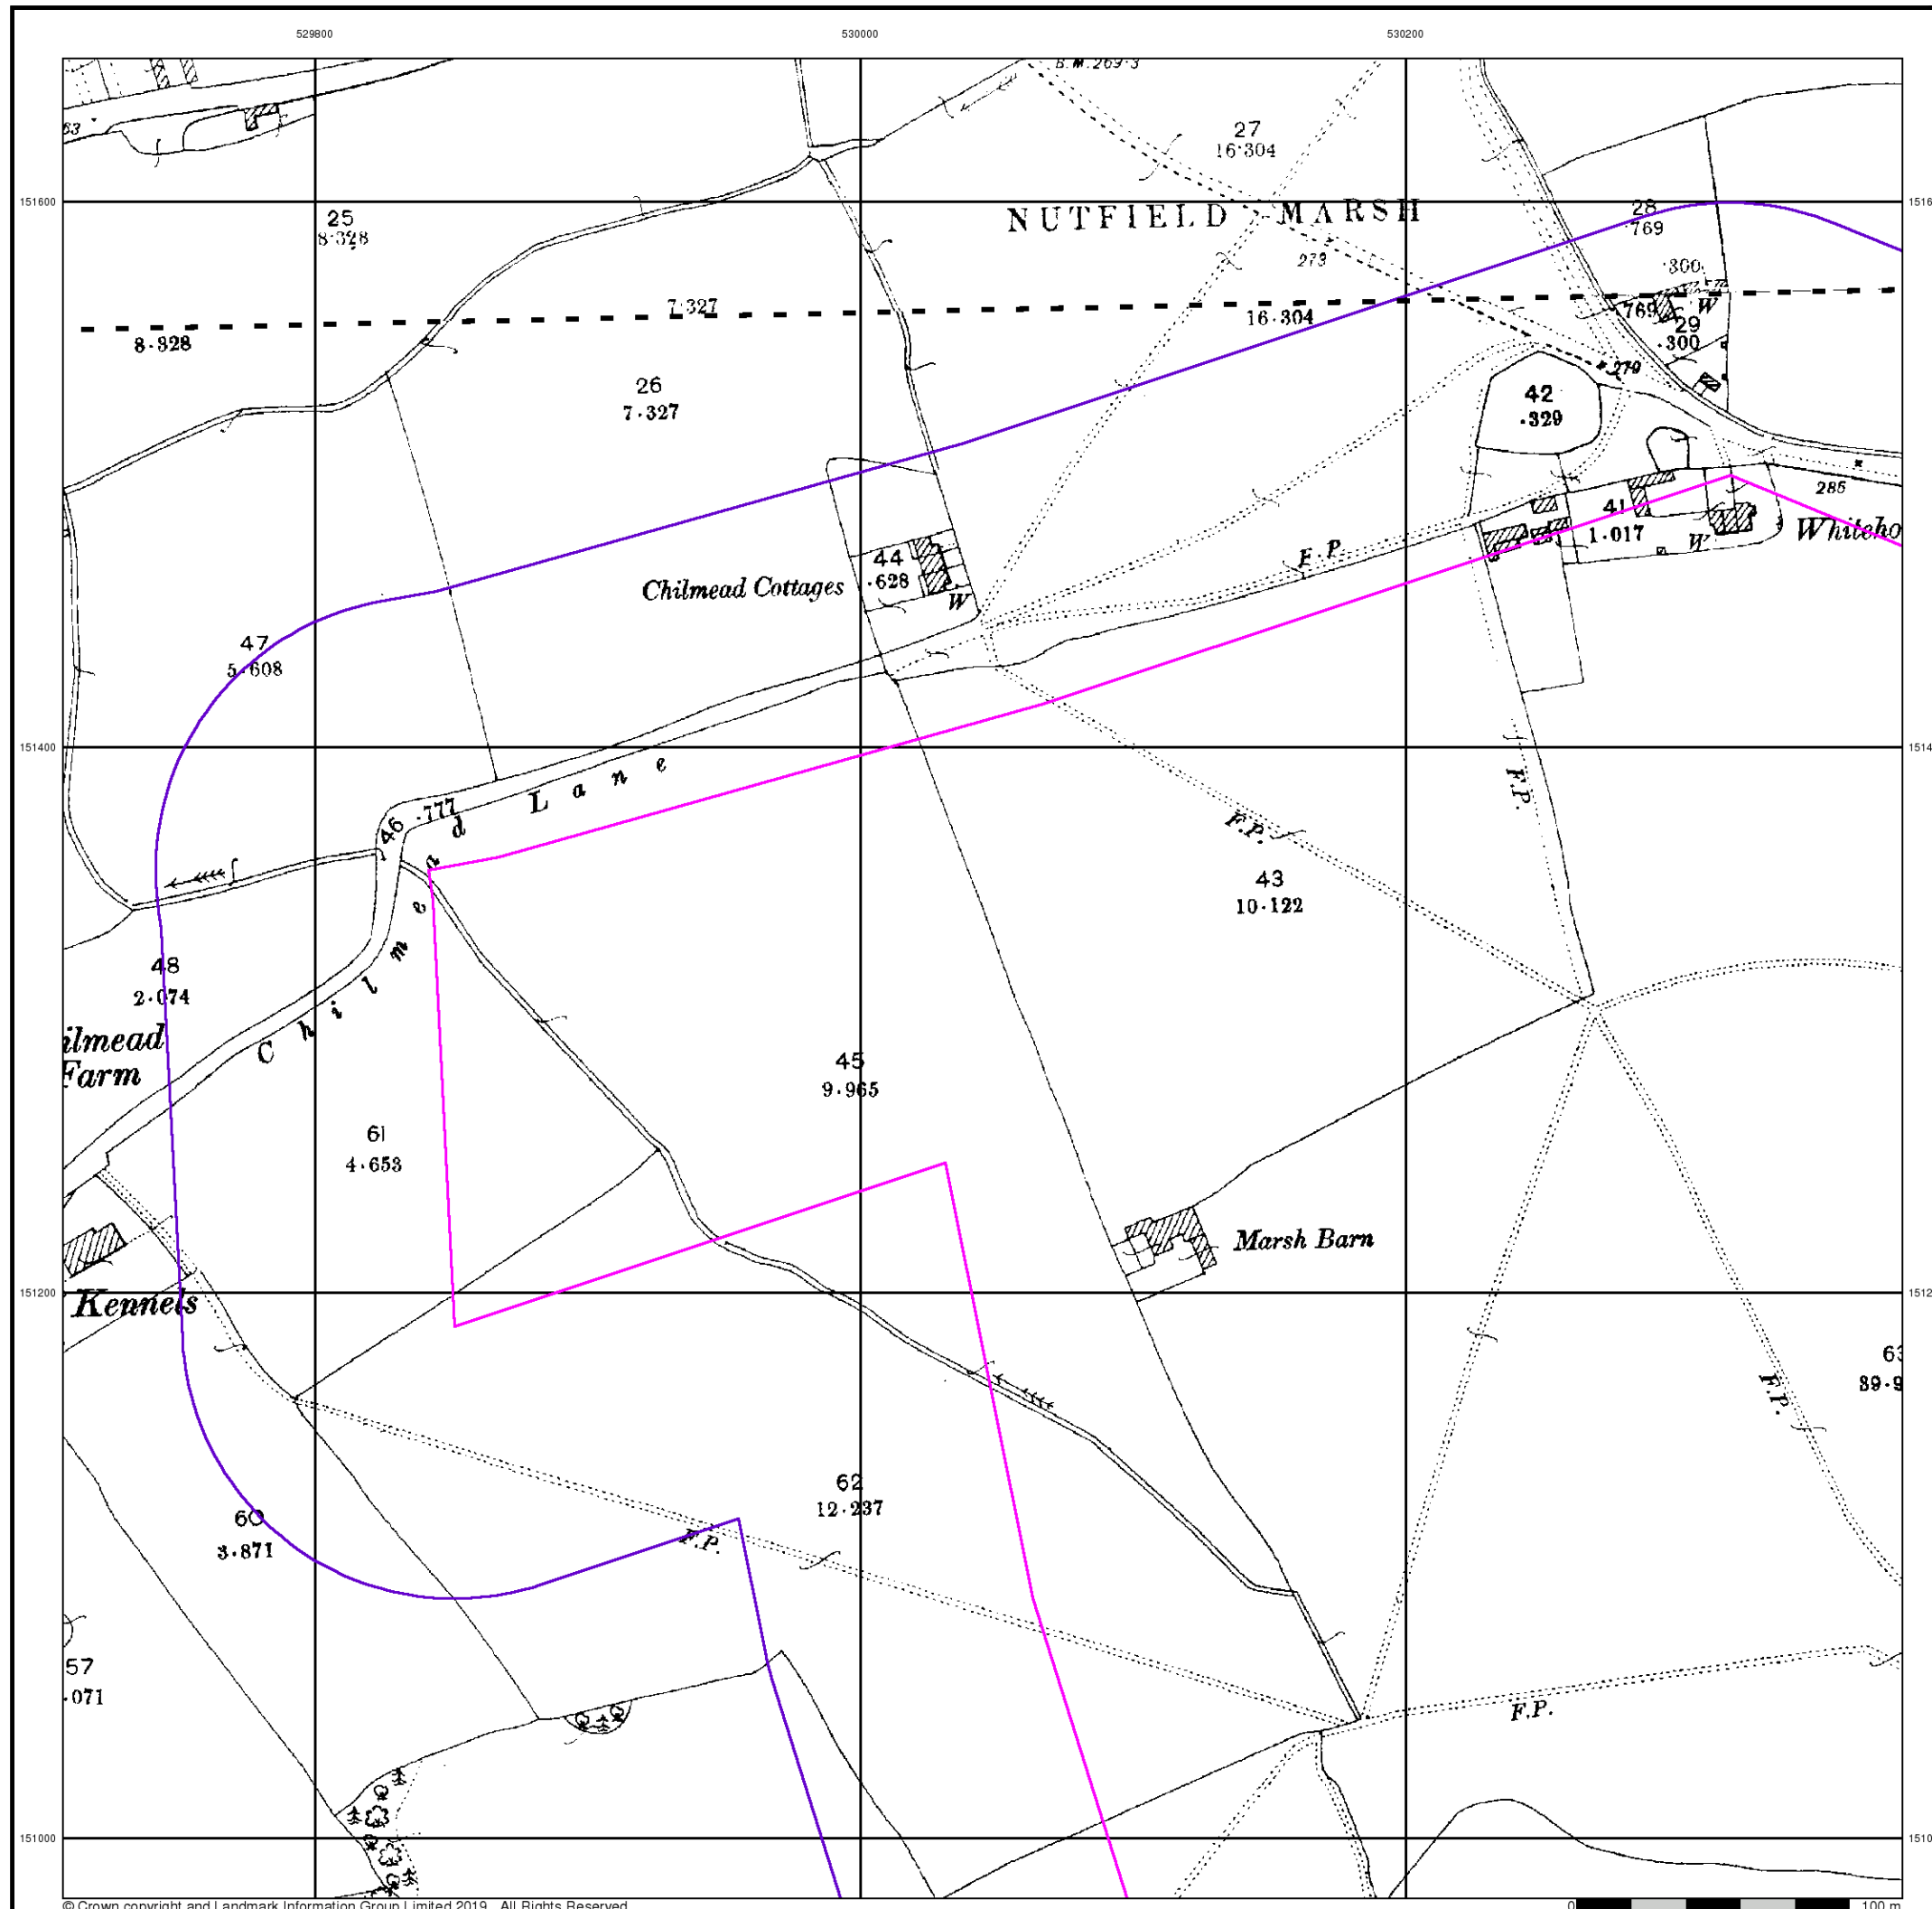 529800
530000
530200
B.M.269·3
63
27
16·304
151600
25
8·328
NUTFIELD MARSH
28
·769
273
·300
7·327
16·304
769
W
29
·300
8·328
279
26
7·327
42
·329
44
·628
Chilmead Cottages
W
F.P.
41
1·017
W
285
47
5·608
151400
Chilmead Lane
46 ·777
F.P.
F.P.
43
10·122
48
2·074
ilmead
Farm
45
9·965
61
4·653
Marsh Barn
151200
Kennels
F.P.
62
12·237
F.P.
60
3·871
57
·071
F.P.
151000
© Crown copyright and Landmark Information Group Limited 2019. All Rights Reserved.
0
100 m